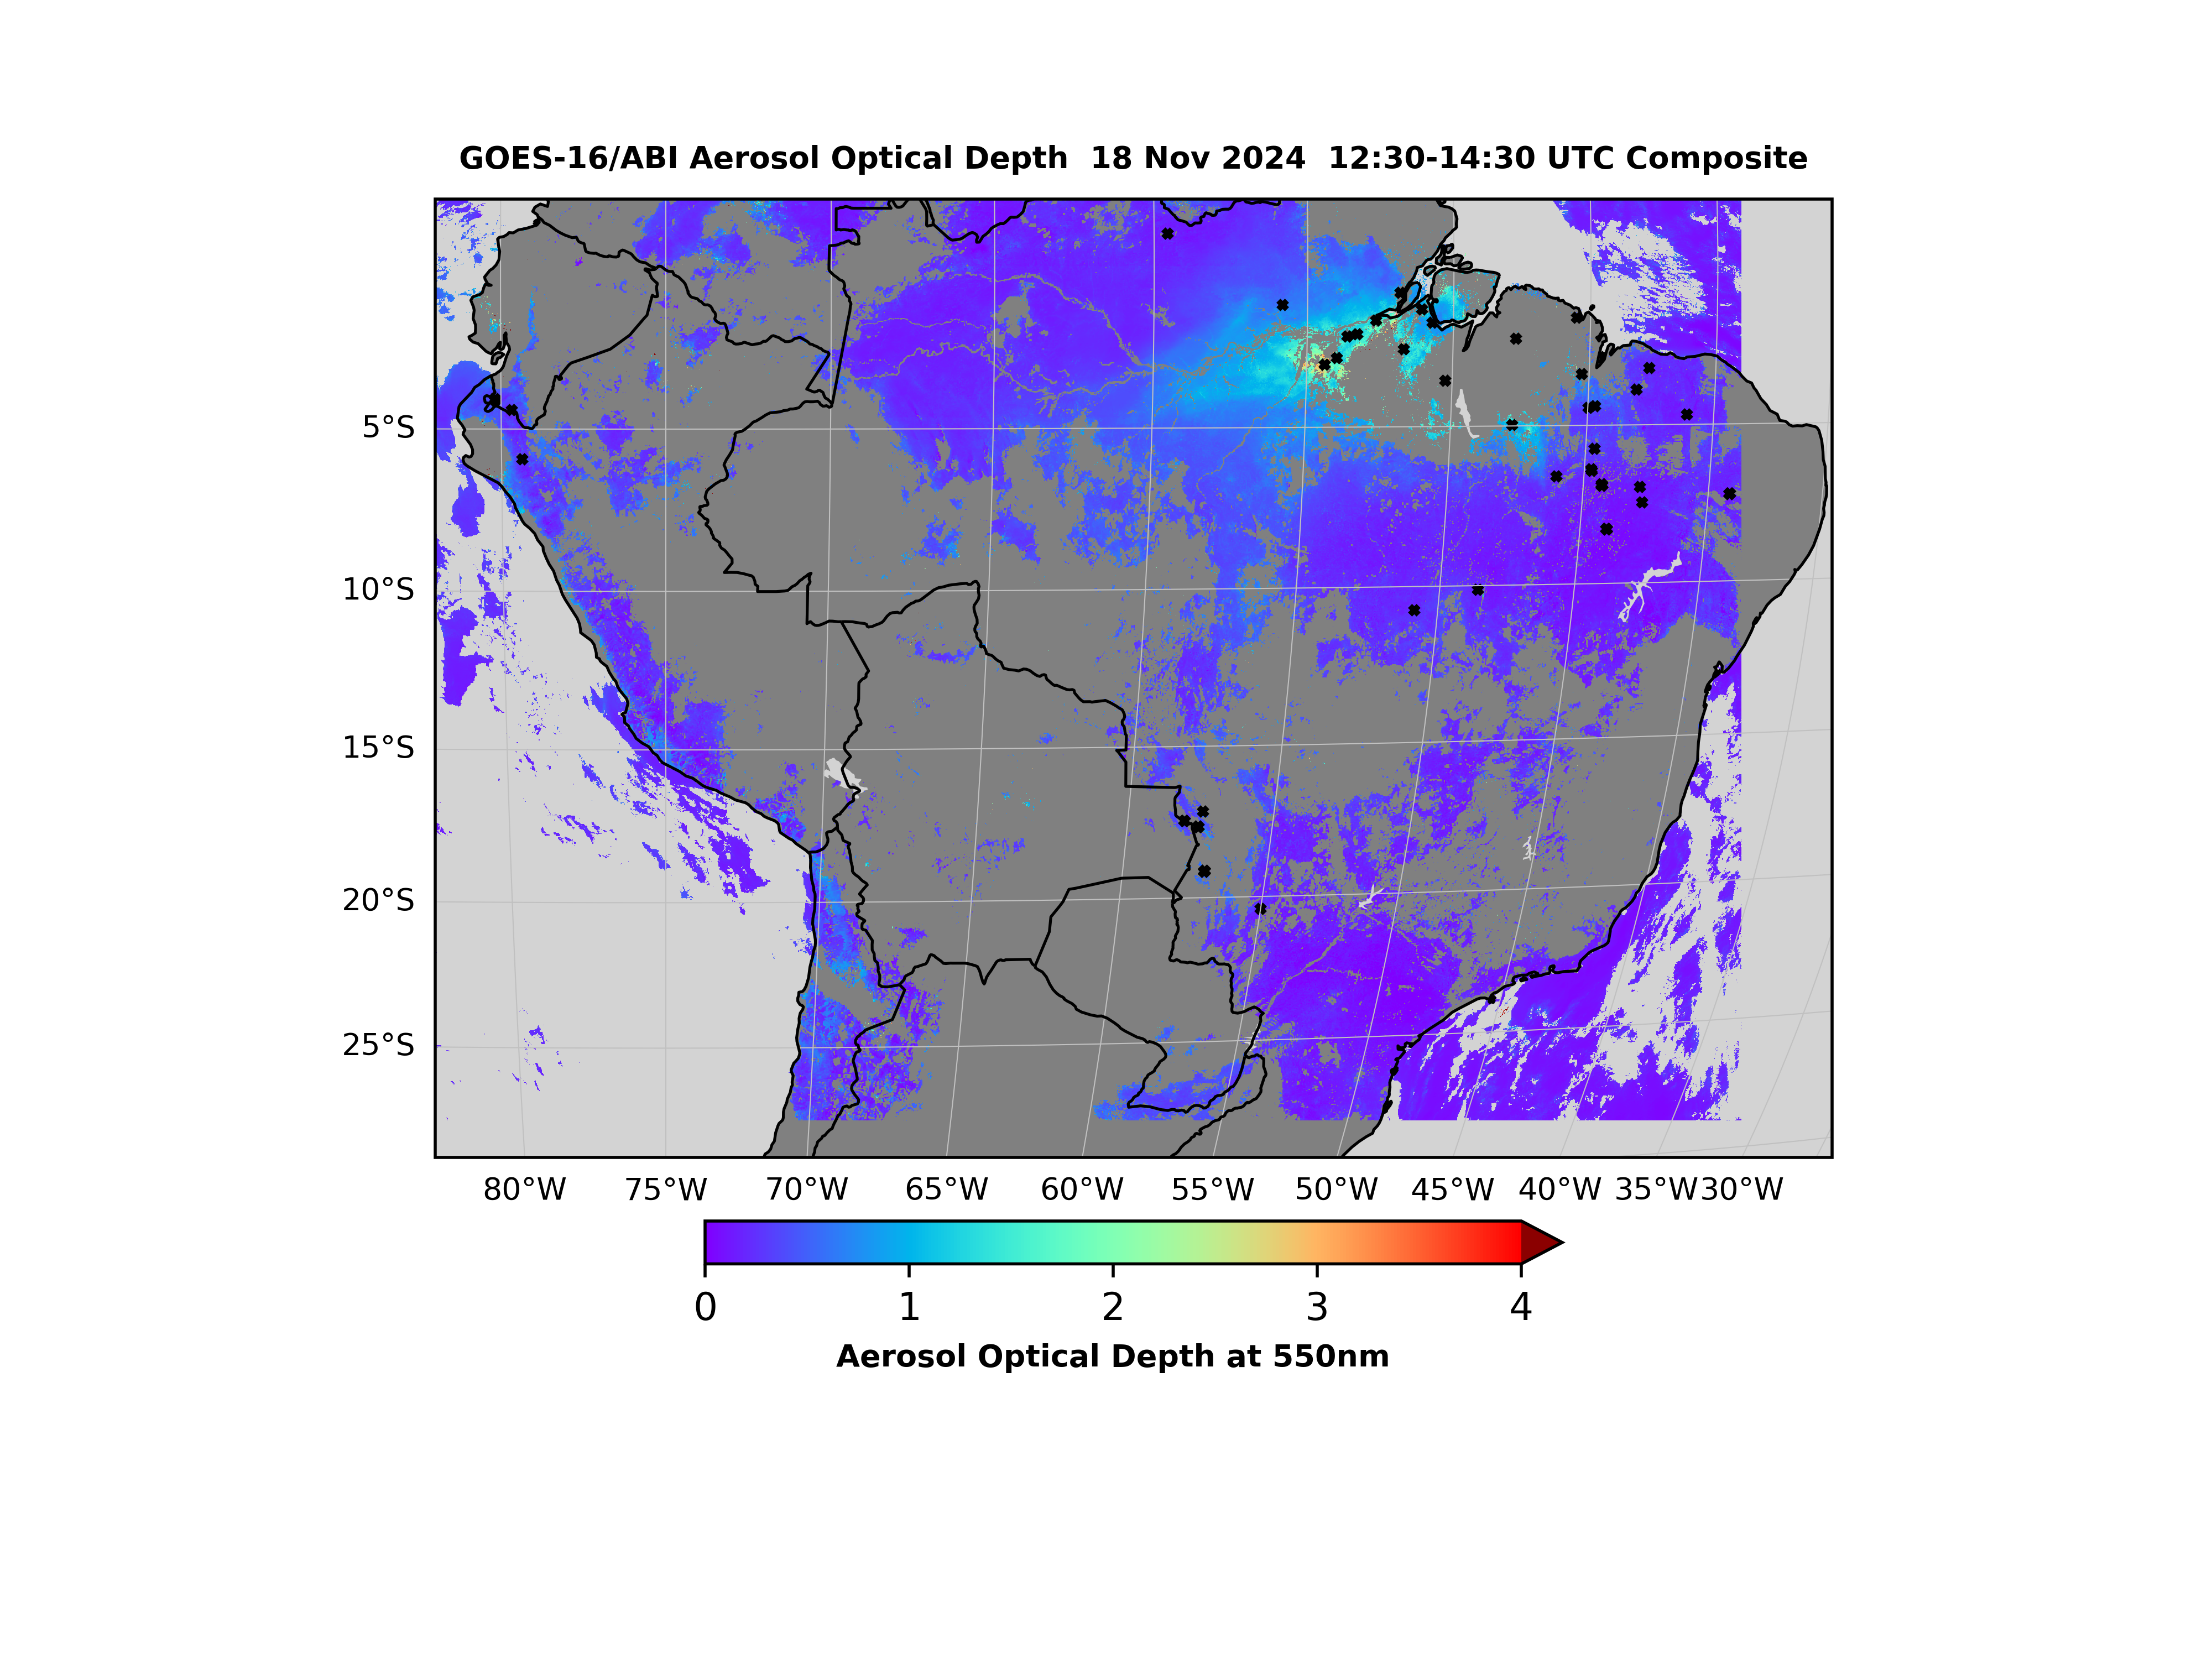 GOES-16/ABI Aerosol Optical Depth  18 Nov 2024  12:30-14:30 UTC Composite
5°S
10°S
15°S
20°S
25°S
80°W 75°W 70°W 65°W 60°W 55°W 50°W 45°W 40°W 35°W 30°W
0 1 2 3 4
Aerosol Optical Depth at 550nm